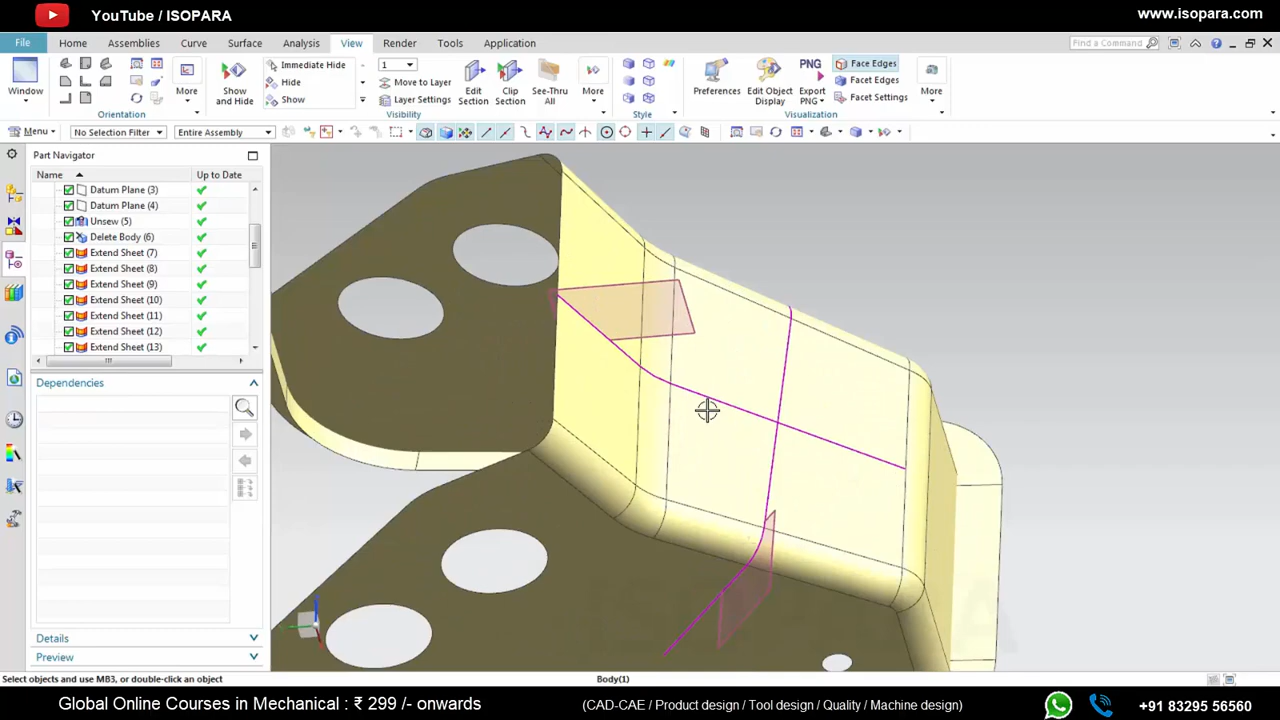 YouTube / ISOPARA
www.isopara.com
File Home Assemblies Curve Surface Analysis View Render Tools Application
Find a Command
Window
Orientation
More
Show and Hide
Immediate Hide
Hide
Show
1
Move to Layer
Layer Settings
Visibility
Edit Section
Clip Section
See-Thru All
More
Style
Preferences
Edit Object Display
PNG
Export PNG
Face Edges
Face Edges
Face Settings
Visualization
More
Menu
No Selection Filter
Entire Assembly
Part Navigator
Name
Up to Date
Datum Plane (3)
Datum Plane (4)
Unsew (5)
Delete Body (6)
Extend Sheet (7)
Extend Sheet (8)
Extend Sheet (9)
Extend Sheet (10)
Extend Sheet (11)
Extend Sheet (12)
Extend Sheet (13)
Dependencies
Details
Preview
ISOPARA
Select objects and use MB3, or double-click an object
Body(1)
Global Online Courses in Mechanical : ₹ 299 /- onwards
(CAD-CAE / Product design / Tool design / Quality / Machine design)
+91 83295 56560